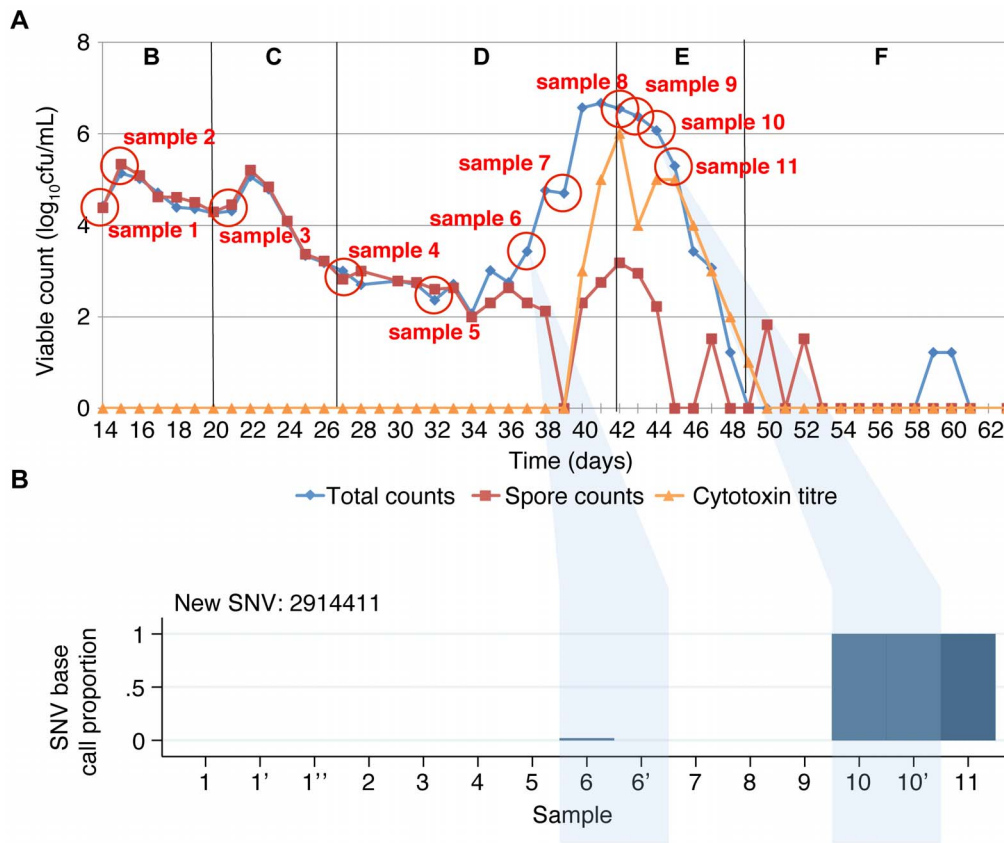 A
B C D E F
8
6
4
2
0
Viable count (log₁₀cfu/mL)
sample 1
sample 2
sample 3
sample 4
sample 5
sample 6
sample 7
sample 8
sample 9
sample 10
sample 11
14 16 18 20 22 24 26 28 30 32 34 36 38 40 42 44 46 48 50 52 54 56 58 60 62
Time (days)
B
Total counts Spore counts Cytotoxin titre
New SNV: 2914411
SNV base
call proportion
1
.5
0
1 1’ 1’’ 2 3 4 5 6 6’ 7 8 9 10 10’ 11
Sample